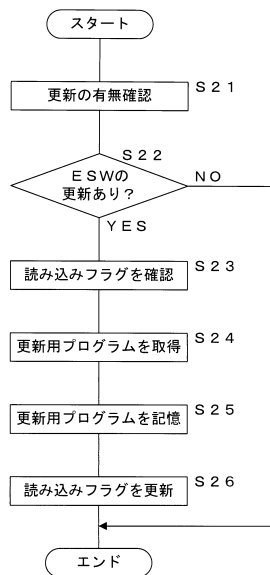 スタート
更新の有無確認
S21
S22
ESWの
更新あり?
NO
YES
読み込みフラグを確認
S23
更新用プログラムを取得
S24
更新用プログラムを記憶
S25
読み込みフラグを更新
S26
エンド